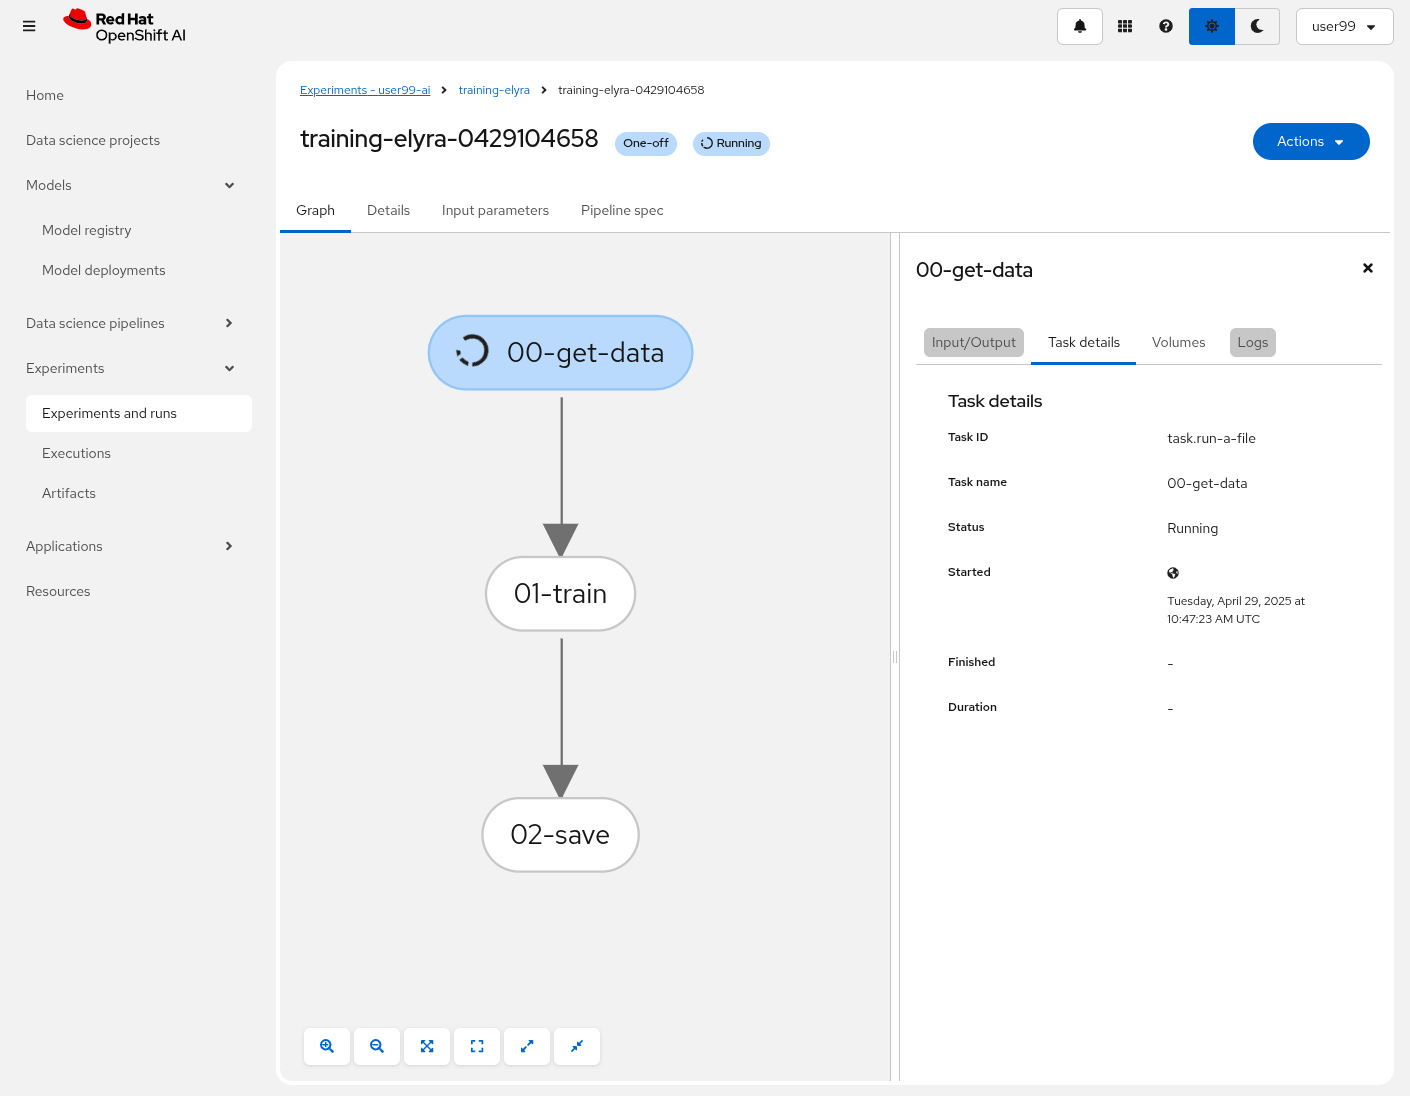 Red Hat
OpenShift AI
user99
Home
Data science projects
Models
Model registry
Model deployments
Data science pipelines
Experiments
Experiments and runs
Executions
Artifacts
Applications
Resources
Experiments - user99-ai
training-elyra
training-elyra-0429104658
training-elyra-0429104658
One-off
Running
Actions
Graph
Details
Input parameters
Pipeline spec
00-get-data
01-train
02-save
00-get-data
Input/Output
Task details
Volumes
Logs
Task details
Task ID
task.run-a-file
Task name
00-get-data
Status
Running
Started
Tuesday, April 29, 2025 at
10:47:23 AM UTC
Finished
-
Duration
-